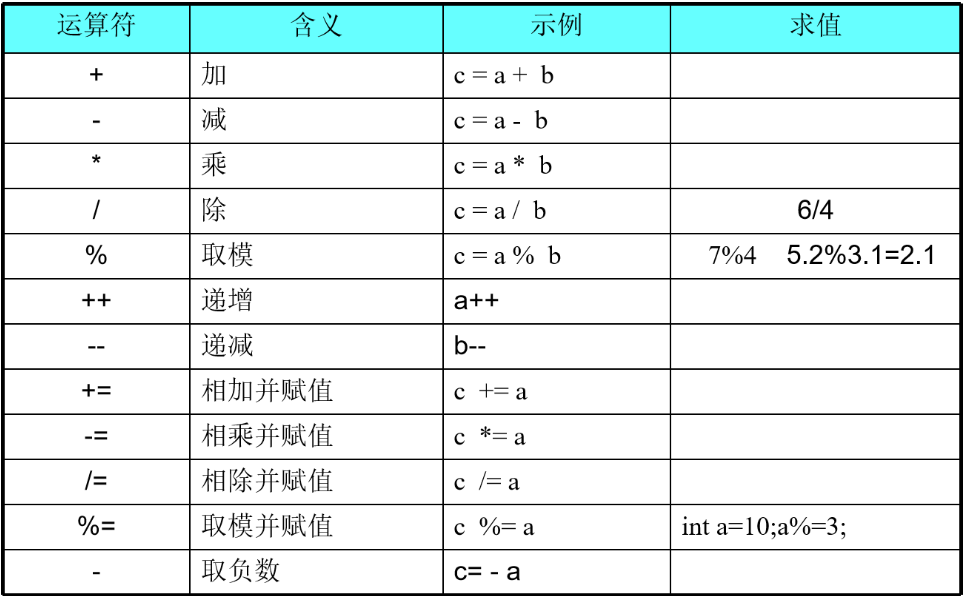 运算符 含义 示例 求值
+ 加 c = a + b
- 减 c = a - b
* 乘 c = a * b
/ 除 c = a / b 6/4
% 取模 c = a % b 7%4 5.2%3.1=2.1
++ 递增 a++
-- 递减 b--
+= 相加并赋值 c += a
-= 相乘并赋值 c *= a
/= 相除并赋值 c /= a
%= 取模并赋值 c %= a int a=10;a%=3;
- 取负数 c= - a